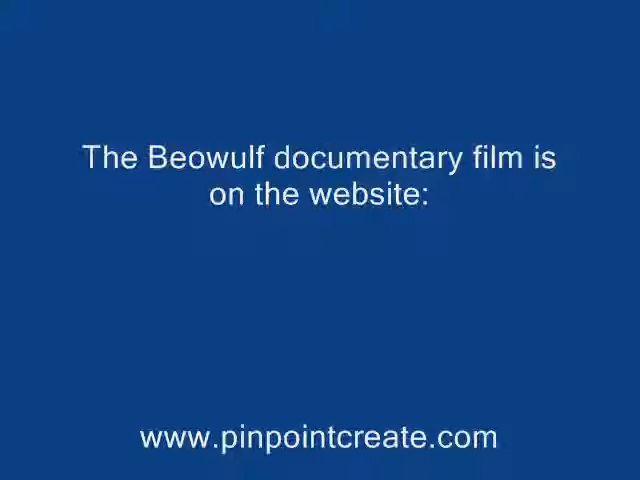 The Beowulf documentary film is
on the website:
www.pinpointcreate.com